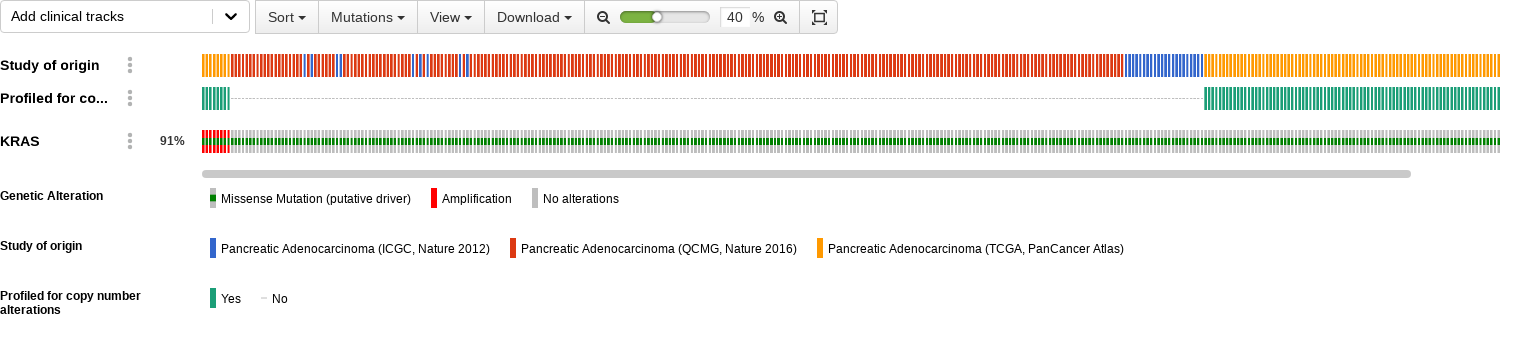 Add clinical tracks
Sort Mutations View Download 40 %
Study of origin
Profiled for co...
KRAS 91%
Genetic Alteration Missense Mutation (putative driver) Amplification No alterations
Study of origin Pancreatic Adenocarcinoma (ICGC, Nature 2012) Pancreatic Adenocarcinoma (QCMG, Nature 2016) Pancreatic Adenocarcinoma (TCGA, PanCancer Atlas)
Profiled for copy number
alterations
Yes No